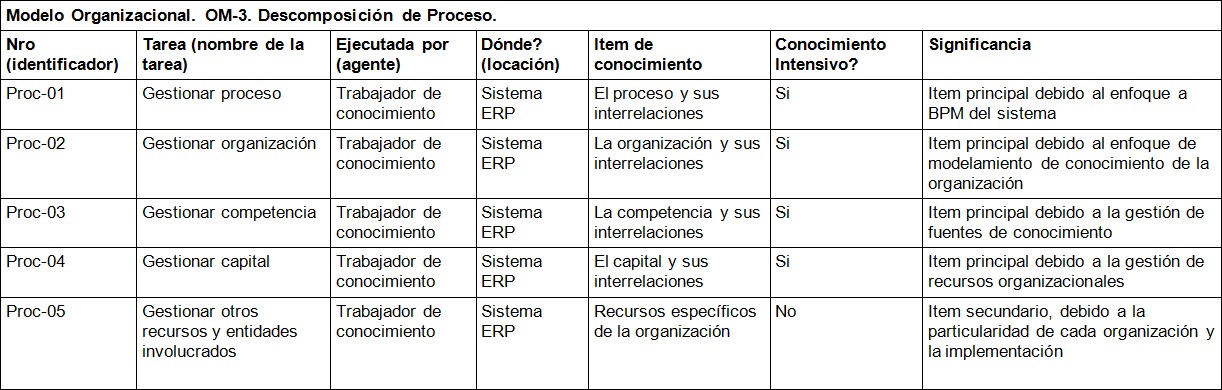 Modelo Organizacional. OM-3. Descomposición de Proceso.
Nro (identificador) Tarea (nombre de la tarea) Ejecutada por (agente) Dónde? (locación) Item de conocimiento Conocimiento Intensivo? Significancia
Proc-01 Gestionar proceso Trabajador de conocimiento Sistema ERP El proceso y sus interrelaciones Si Item principal debido al enfoque a BPM del sistema
Proc-02 Gestionar organización Trabajador de conocimiento Sistema ERP La organización y sus interrelaciones Si Item principal debido al enfoque de modelamiento de conocimiento de la organización
Proc-03 Gestionar competencia Trabajador de conocimiento Sistema ERP La competencia y sus interrelaciones Si Item principal debido a la gestión de fuentes de conocimiento
Proc-04 Gestionar capital Trabajador de conocimiento Sistema ERP El capital y sus interrelaciones Si Item principal debido a la gestión de recursos organizacionales
Proc-05 Gestionar otros recursos y entidades involucrados Trabajador de conocimiento Sistema ERP Recursos específicos de la organización No Item secundario, debido a la particularidad de cada organización y la implementación